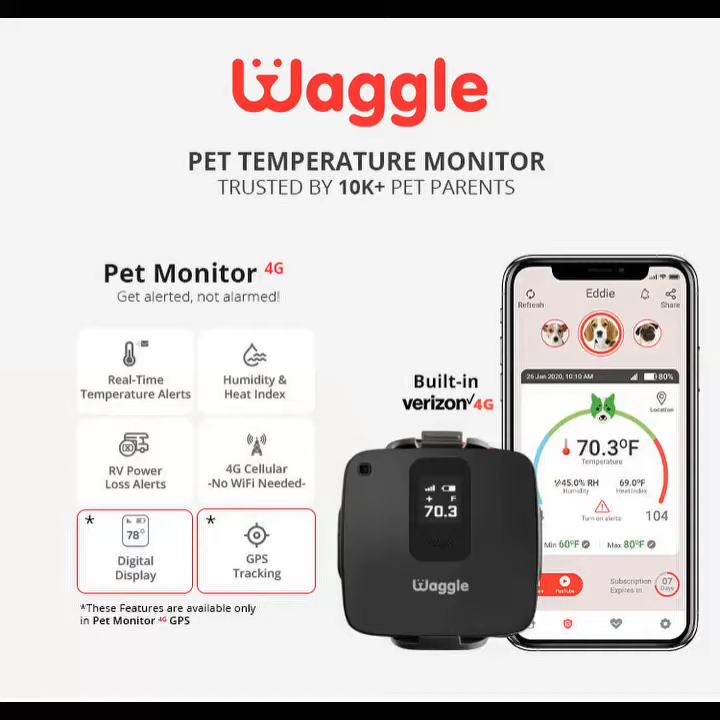 Waggle
PET TEMPERATURE MONITOR
TRUSTED BY 10K+ PET PARENTS
Pet Monitor 4G
Get alerted, not alarmed!
Real-Time
Temperature Alerts
Humidity &
Heat Index
RV Power
Loss Alerts
4G Cellular
-No WiFi Needed-
*
78°
Digital
Display
*
GPS
Tracking
*These Features are available only
in Pet Monitor 4G GPS
Built-in
verizon✓4G
+ F
70.3
Waggle
Eddie
Refresh
Share
26 Jan 2020, 10:10 AM
80%
Location
70.3°F
Temperature
45.0% RH
Humidity
69.0°F
Heat Index
Turn on alerts
104
Min 60°F
Max 80°F
PetTube
Subscription
Expires in
07
Days